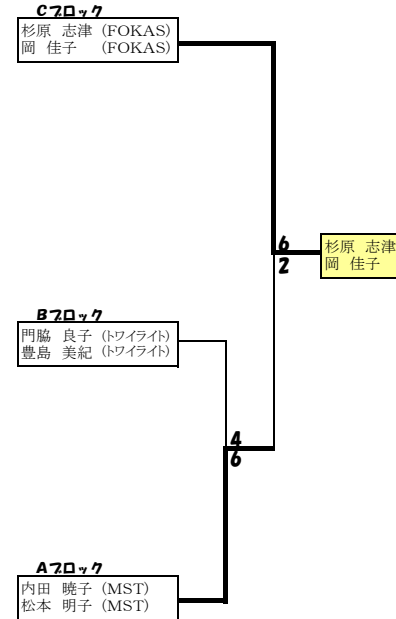 Cブロック
杉原 志津 (FOKAS)
岡 佳子 (FOKAS)
6
2
杉原 志津
岡 佳子
Bブロック
門脇 良子 (トワイライト)
豊島 美紀 (トワイライト)
4
6
Aブロック
内田 暁子 (MST)
松本 明子 (MST)